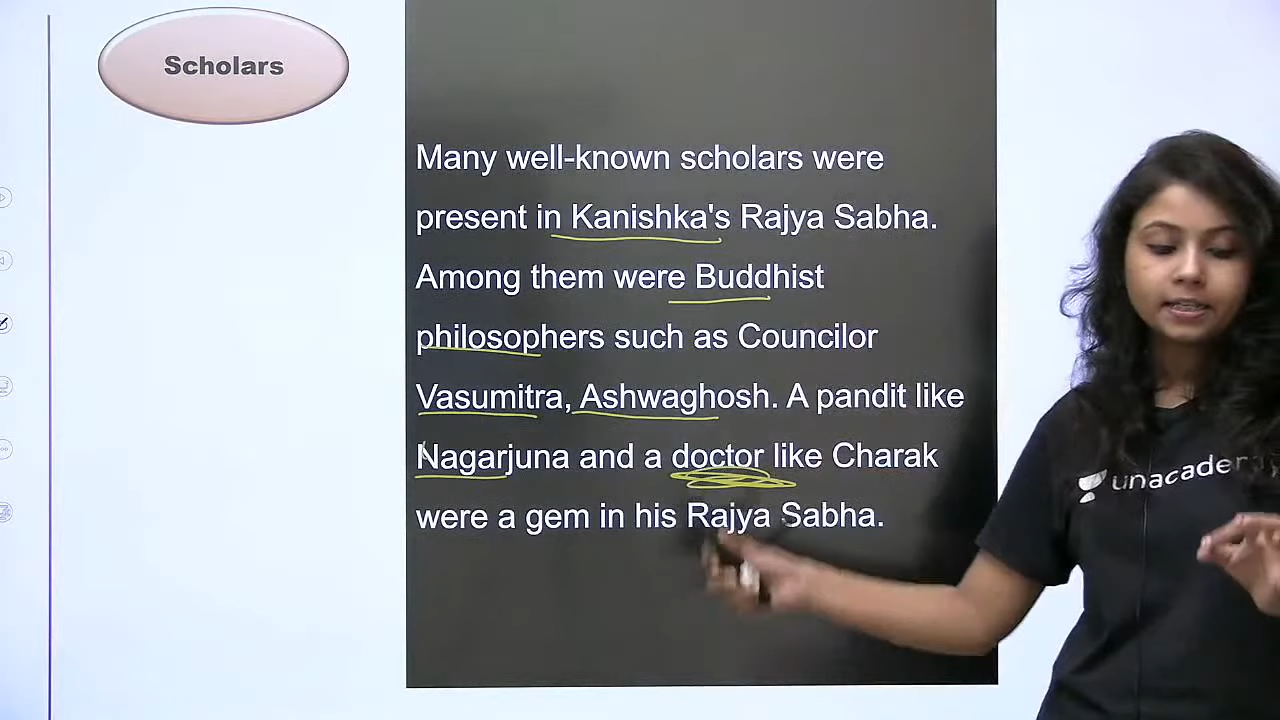 Scholars
Many well-known scholars were
present in Kanishka's Rajya Sabha.
Among them were Buddhist
philosophers such as Councilor
Vasumitra, Ashwaghosh. A pandit like
Nagarjuna and a doctor like Charak
were a gem in his Rajya Sabha.
unacademy